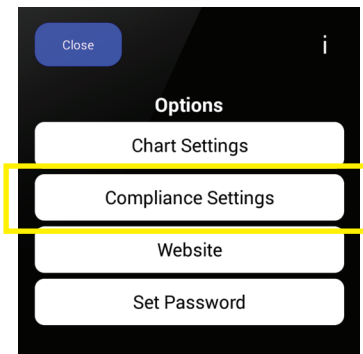 Close
i
Options
Chart Settings
Compliance Settings
Website
Set Password